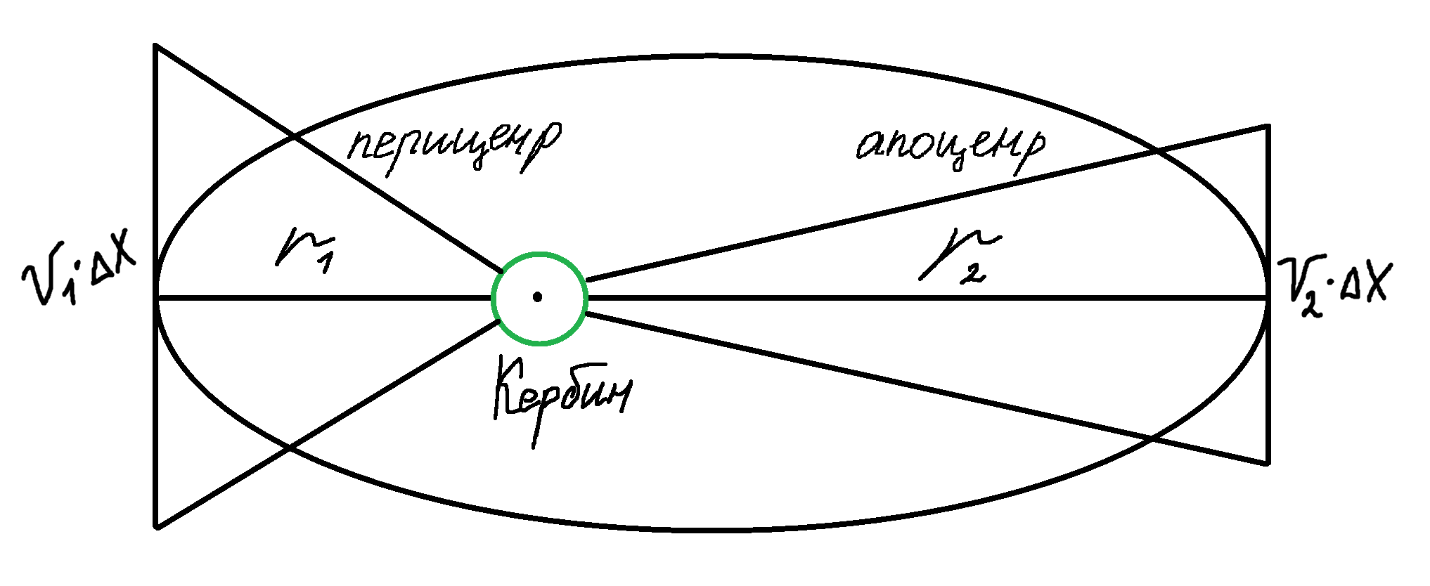 перицентр
апоцентр
V₁·ΔX
r₁
r₂
V₂·ΔX
Кербин